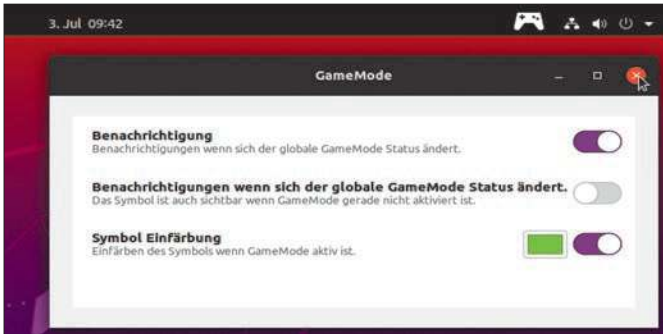 3. Jul 09:42
GameMode
Benachrichtigung
Benachrichtigungen wenn sich der globale GameMode Status ändert.
Benachrichtigungen wenn sich der globale GameMode Status ändert.
Das Symbol ist auch sichtbar wenn GameMode gerade nicht aktiviert ist.
Symbol Einfärbung
Einfärben des Symbols wenn GameMode aktiv ist.